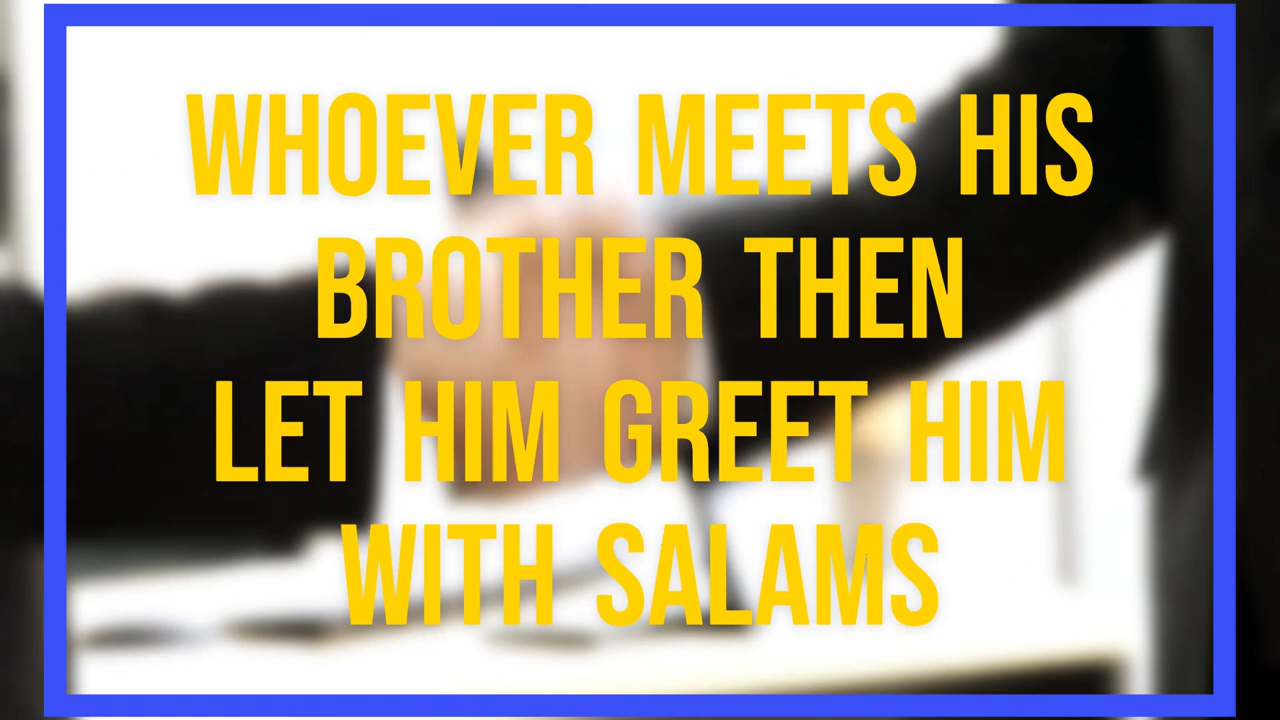 WHOEVER MEETS HIS
BROTHER THEN
LET HIM GREET HIM
WITH SALAMS